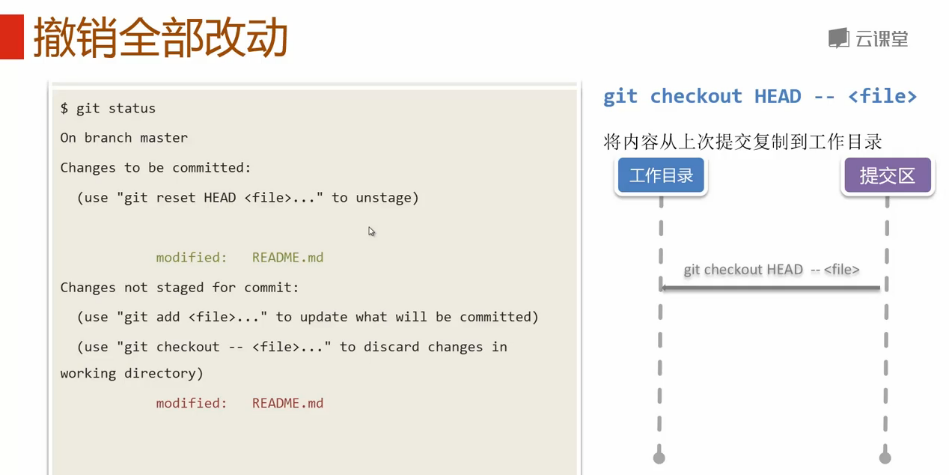 撤销全部改动
云课堂
$ git status
On branch master
Changes to be committed:
(use "git reset HEAD <file>..." to unstage)
modified: README.md
Changes not staged for commit:
(use "git add <file>..." to update what will be committed)
(use "git checkout -- <file>..." to discard changes in
working directory)
modified: README.md
git checkout HEAD -- <file>
将内容从上次提交复制到工作目录
工作目录
提交区
git checkout HEAD -- <file>